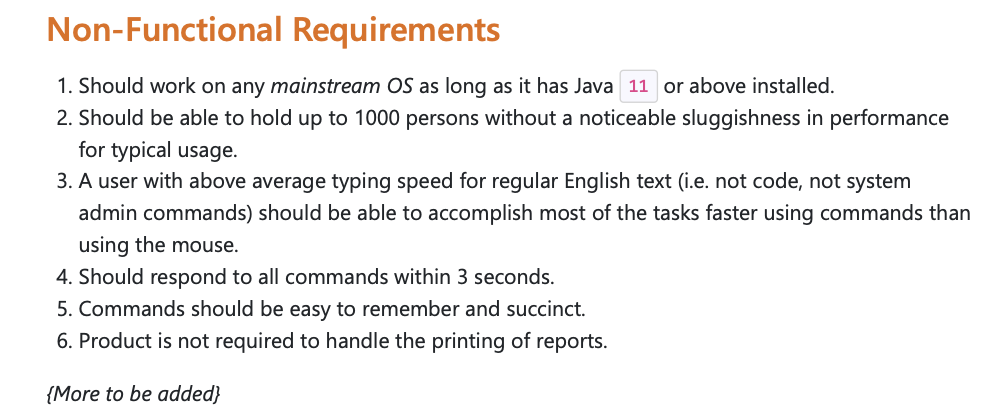 Non-Functional Requirements
1. Should work on any mainstream OS as long as it has Java 11 or above installed.
2. Should be able to hold up to 1000 persons without a noticeable sluggishness in performance
for typical usage.
3. A user with above average typing speed for regular English text (i.e. not code, not system
admin commands) should be able to accomplish most of the tasks faster using commands than
using the mouse.
4. Should respond to all commands within 3 seconds.
5. Commands should be easy to remember and succinct.
6. Product is not required to handle the printing of reports.
{More to be added}